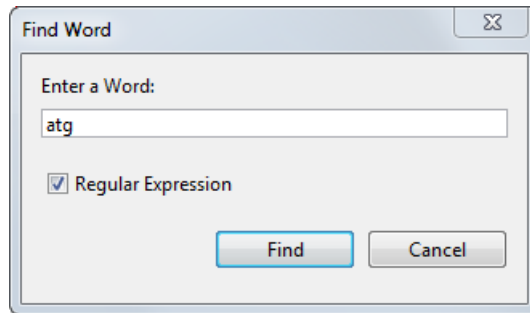 Find Word
Enter a Word:
atg
Regular Expression
Find
Cancel